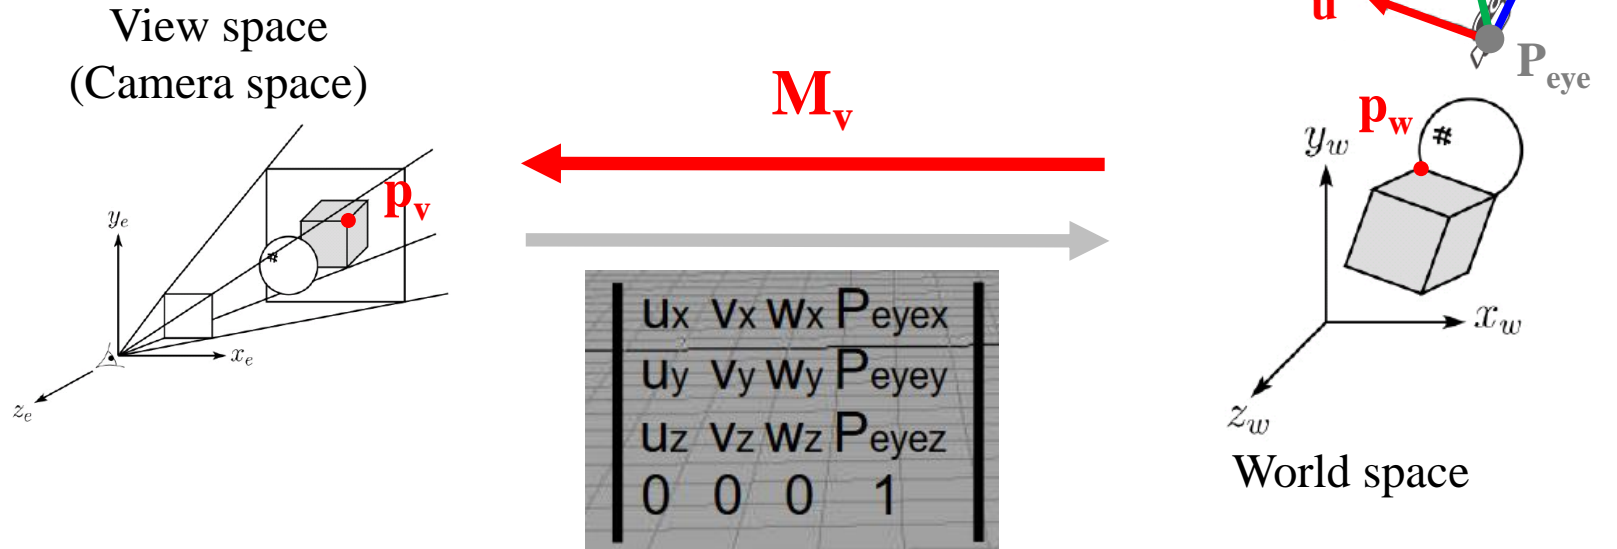 View space
(Camera space)
M_v
u
P_eye
p_w
#
y_w
x_w
z_w
World space
p_v
#
y_e
x_e
z_e
ux vx wx Peyex
uy vy wy Peyey
uz vz wz Peyez
0 0 0 1